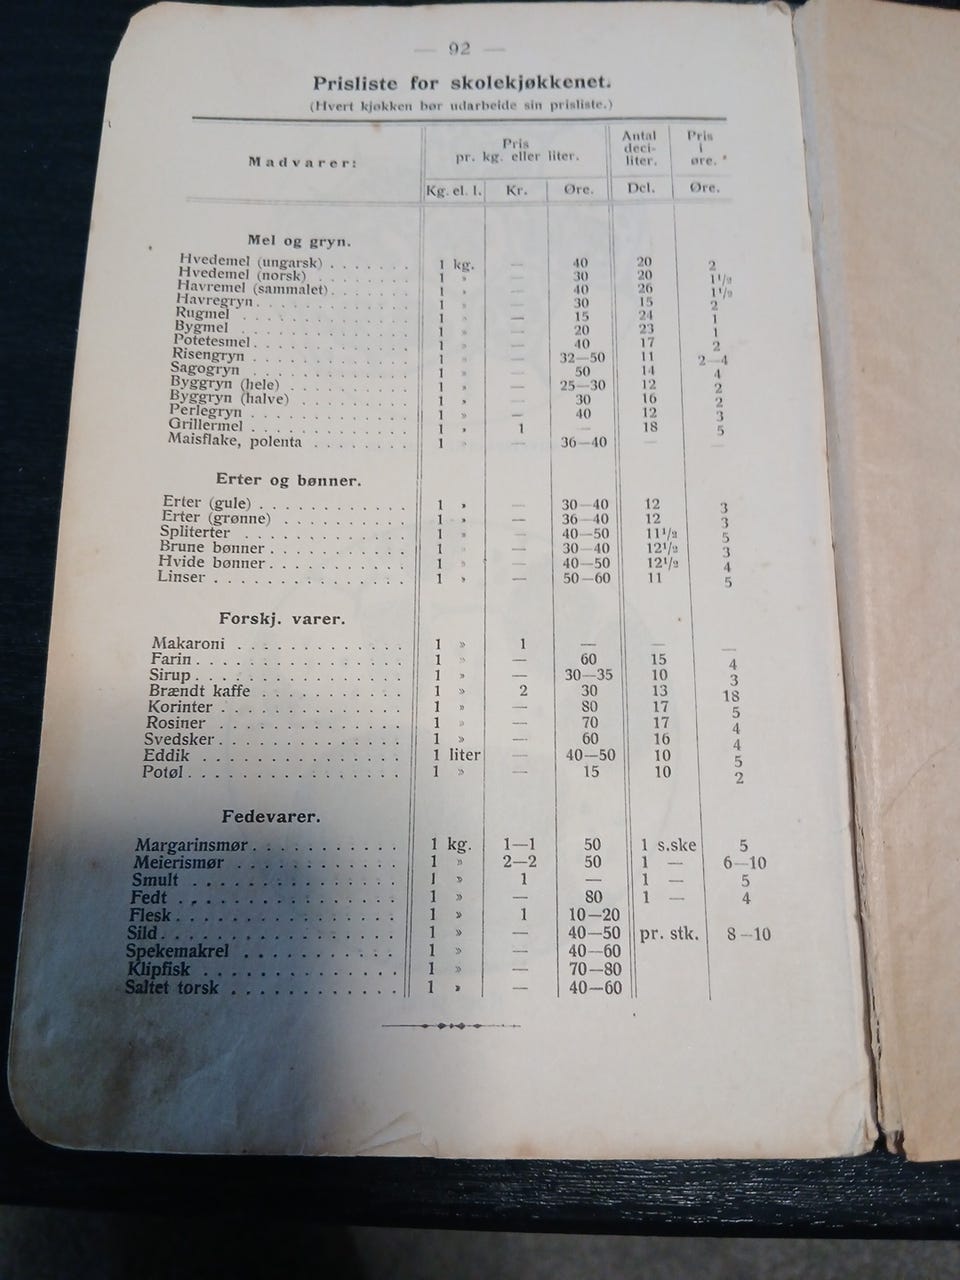 — 92 —
Prisliste for skolekjøkkenet.
(Hvert kjøkken bør udarbeide sin prisliste.)
Madvarer: Pris pr. kg. eller liter. Antal deci-liter. Pris i øre.
Kg. el. l. Kr. Øre. Del. Øre.
Mel og gryn.
Hvedemel (ungarsk) . . . . . . . 1 kg. — 40 20 2
Hvedemel (norsk) . . . . . . . . 1 » — 30 20 1½
Havremel (sammalet) . . . . . . 1 » — 40 26 1½
Havregryn . . . . . . . . . . . 1 » — 30 15 2
Rugmel . . . . . . . . . . . . 1 » — 15 24 1
Bygmel . . . . . . . . . . . . 1 » — 20 23 1
Potetesmel . . . . . . . . . . . 1 » — 40 17 2
Risengryn . . . . . . . . . . . 1 » — 32—50 11 2—4
Sagogryn . . . . . . . . . . . 1 » — 50 14 4
Byggryn (hele) . . . . . . . . . 1 » — 25—30 12 2
Byggryn (halve) . . . . . . . . 1 » — 30 16 2
Perlegryn . . . . . . . . . . . 1 » — 40 12 3
Grillermel . . . . . . . . . . . 1 » 1 — 18 5
Maisflake, polenta . . . . . . . 1 » — 36—40 — —
Erter og bønner.
Erter (gule) . . . . . . . . . . . 1 » — 30—40 12 3
Erter (grønne) . . . . . . . . . 1 » — 36—40 12 3
Spliterter . . . . . . . . . . . 1 » — 40—50 11½ 5
Brune bønner . . . . . . . . . . 1 » — 30—40 12½ 3
Hvide bønner . . . . . . . . . . 1 » — 40—50 12½ 4
Linser . . . . . . . . . . . . . 1 » — 50—60 11 5
Forskj. varer.
Makaroni . . . . . . . . . . . 1 » 1 — — —
Farin . . . . . . . . . . . . . 1 » — 60 15 4
Sirup . . . . . . . . . . . . . 1 » — 30—35 10 3
Brændt kaffe . . . . . . . . . . 1 » 2 30 13 18
Korinter . . . . . . . . . . . . 1 » — 80 17 5
Rosiner . . . . . . . . . . . . 1 » — 70 17 4
Svedsker . . . . . . . . . . . . 1 » — 60 16 4
Eddik . . . . . . . . . . . . . 1 liter — 40—50 10 5
Potøl . . . . . . . . . . . . . 1 » — 15 10 2
Fedevarer.
Margarinsmør . . . . . . . . . . 1 kg. 1—1 50 1 s.ske 5
Meierismør . . . . . . . . . . . 1 » 2—2 50 1 — 6—10
Smult . . . . . . . . . . . . . 1 » 1 — 1 — 5
Fedt . . . . . . . . . . . . . 1 » — 80 1 — 4
Flesk . . . . . . . . . . . . . 1 » 1 10—20
Sild . . . . . . . . . . . . . . 1 » — 40—50 pr. stk. 8—10
Spekemakrel . . . . . . . . . . 1 » — 40—60
Klipfisk . . . . . . . . . . . . 1 » — 70—80
Saltet torsk . . . . . . . . . . 1 » — 40—60